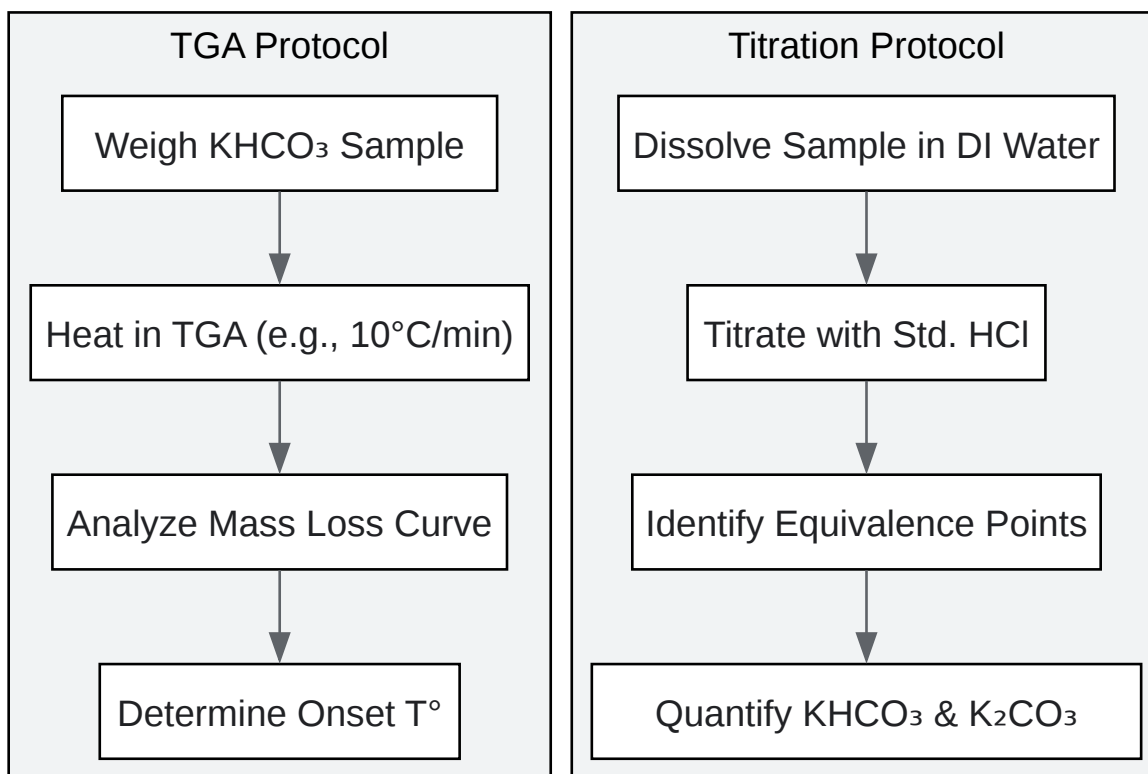 TGA Protocol
Weigh KHCO₃ Sample
Heat in TGA (e.g., 10°C/min)
Analyze Mass Loss Curve
Determine Onset T°
Titration Protocol
Dissolve Sample in DI Water
Titrate with Std. HCl
Identify Equivalence Points
Quantify KHCO₃ & K₂CO₃